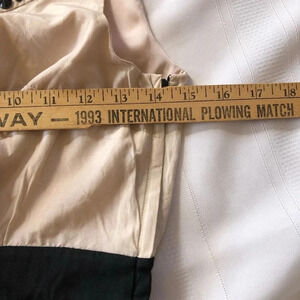 10 11 12 13 14 15 16 17 18
WAY — 1993 INTERNATIONAL PLOWING MATCH